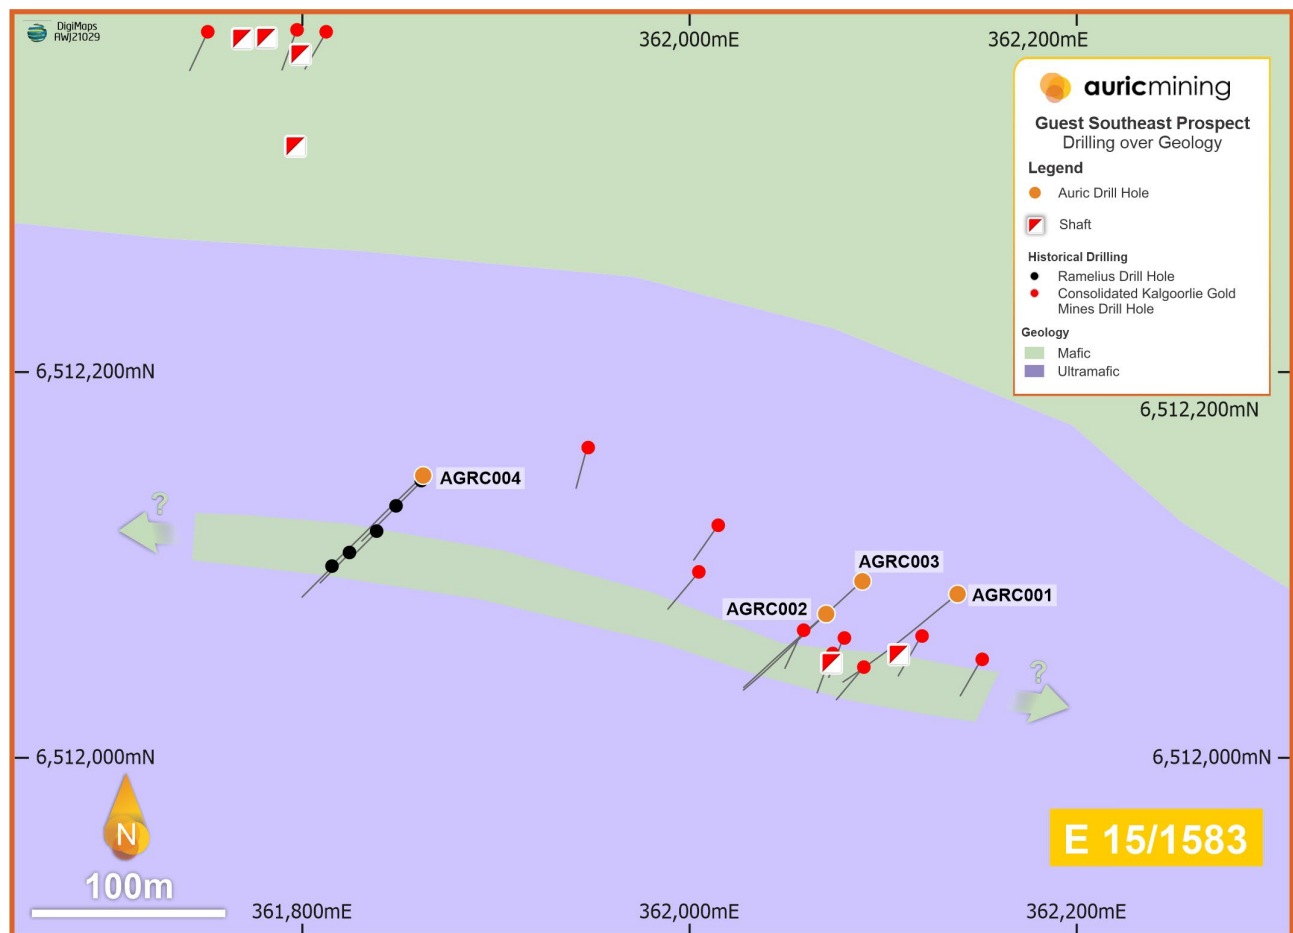 DigiMaps
AWJ21029
362,000mE
362,200mE
auricmining
Guest Southeast Prospect
Drilling over Geology
Legend
Auric Drill Hole
Shaft
Historical Drilling
Ramelius Drill Hole
Consolidated Kalgoorlie Gold
Mines Drill Hole
Geology
Mafic
Ultramafic
6,512,200mN
6,512,200mN
AGRC004
?
AGRC003
AGRC001
AGRC002
?
6,512,000mN
6,512,000mN
N
E 15/1583
100m
361,800mE
362,000mE
362,200mE